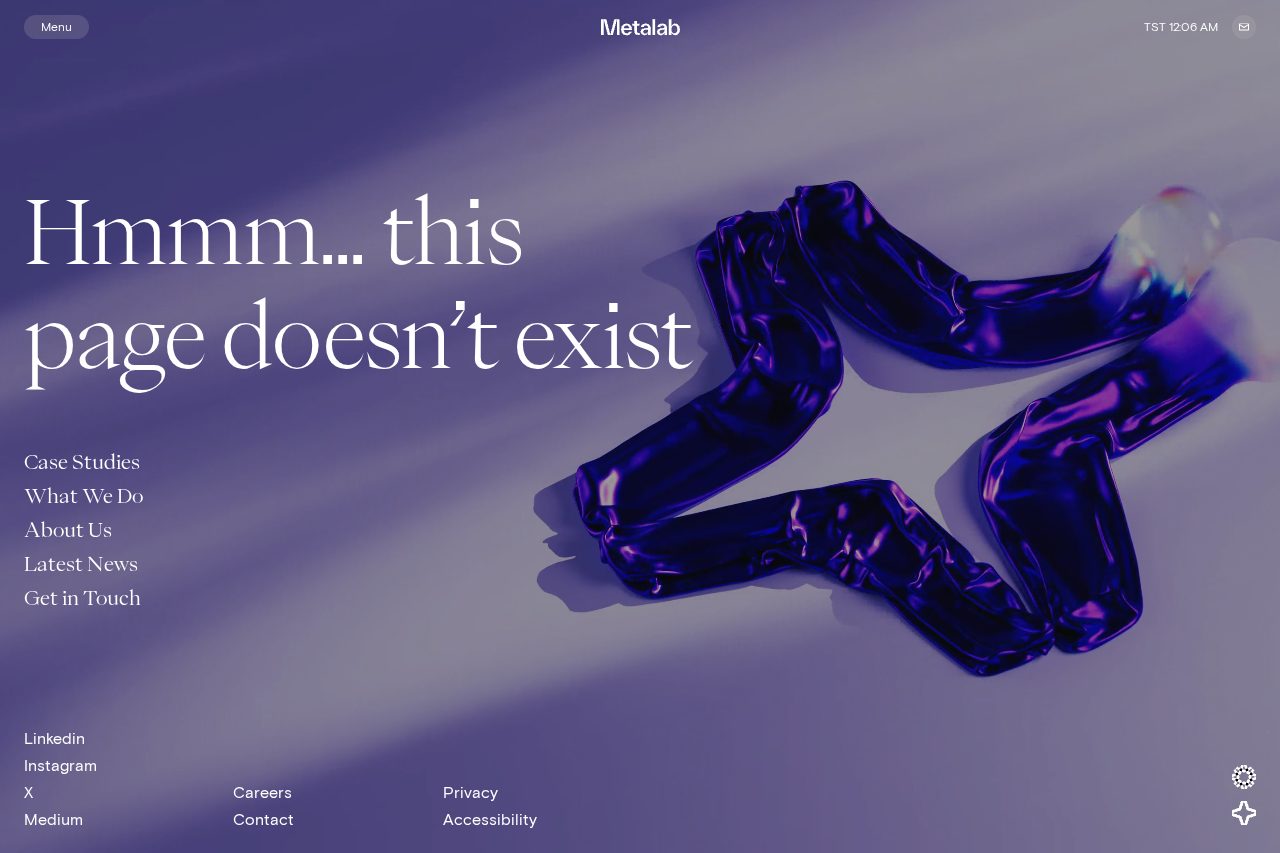 Menu
Metalab
TST 12:06 AM
Hmmm... this
page doesn’t exist
Case Studies
What We Do
About Us
Latest News
Get in Touch
Linkedin
Instagram
X
Medium
Careers
Contact
Privacy
Accessibility